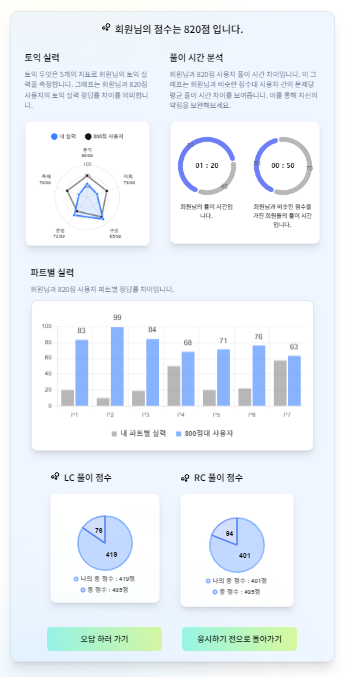 회원님의 점수는 820점 입니다.
토익 실력
토익 두잇은 5개의 지표로 회원님의 토익 실
력을 측정합니다. 그래프는 회원님과 820점
사용자의 토익 실력 정답률 차이를 의미합니
다.
풀이 시간 분석
회원님과 820점 사용자 풀이 시간 차이입니다. 이 그
래프는 회원님과 비슷한 점수대 사용자 간의 문제당
평균 풀이 시간 차이를 보여줍니다. 이를 통해 자신의
약점을 보완해보세요.
내 실력
800점 사용자
100
01 : 20
00 : 50
회원님의 풀이 시간입
니다.
회원님과 비슷한 점수를
가진 회원들의 풀이 시간
입니다.
파트별 실력
회원님과 820점 사용자 파트별 정답률 차이입니다.
83 99 84 68 71 76 63
100
80
60
40
20
0
P1 P2 P3 P4 P5 P6 P7
내 파트별 실력
800점대 사용자
LC 풀이 점수
76
419
나의 총 점수 : 419점
총 점수 : 495점
RC 풀이 점수
94
401
나의 총 점수 : 401점
총 점수 : 495점
오답 하러 가기
응시하기 전으로 돌아가기